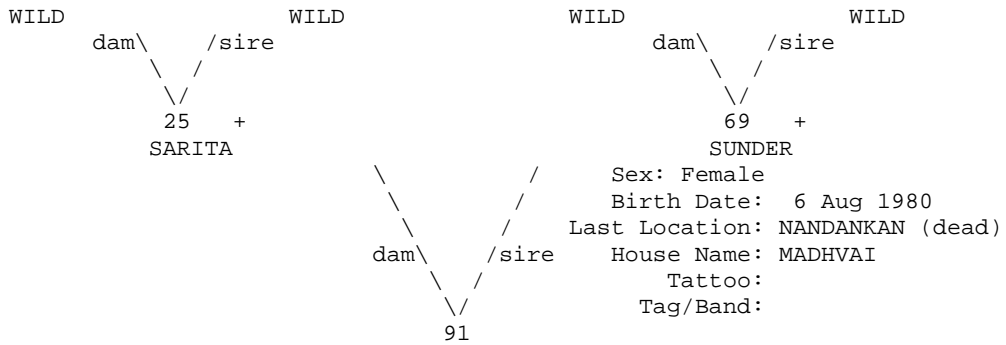 WILD WILD WILD WILD
dam\ /sire dam\ /sire
\ / \ /
\/ \/
25 + 69 +
SARITA SUNDER
\ / Sex: Female
\ / Birth Date: 6 Aug 1980
\ / Last Location: NANDANKAN (dead)
dam\ /sire House Name: MADHVAI
\ / Tattoo:
\/ Tag/Band:
91